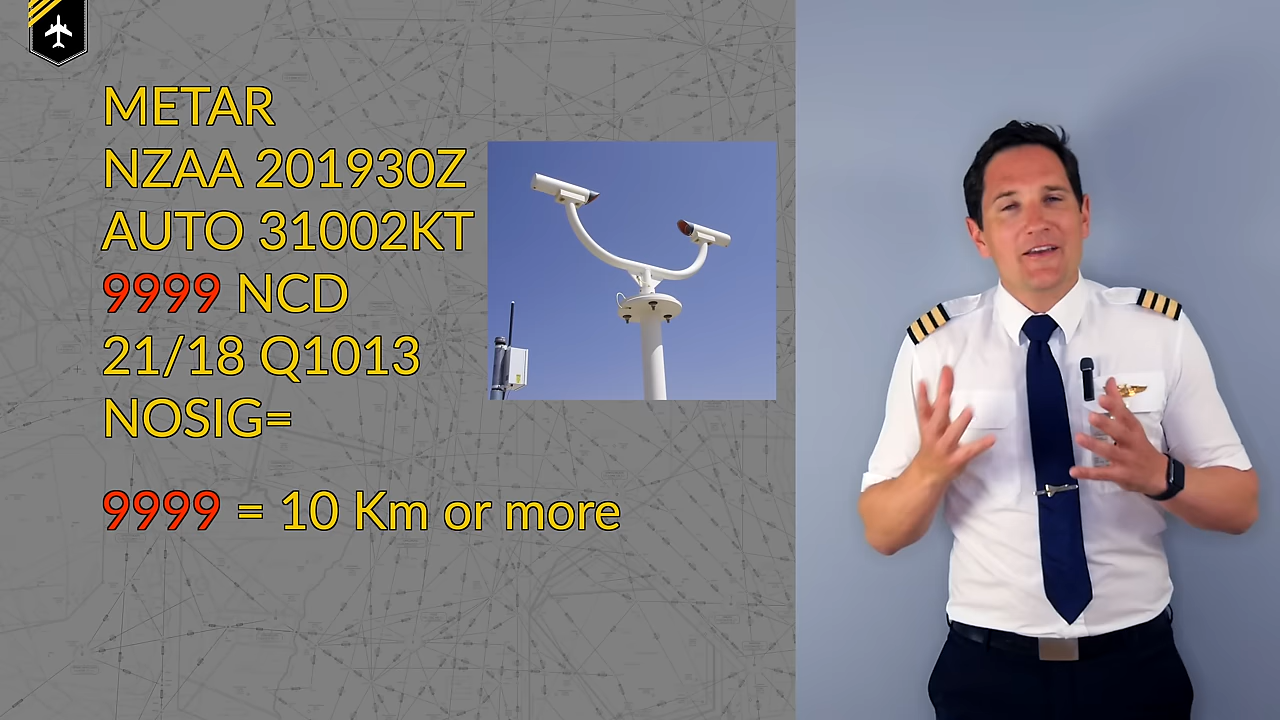 METAR
NZAA 201930Z
AUTO 31002KT
9999 NCD
21/18 Q1013
NOSIG=
9999 = 10 Km or more